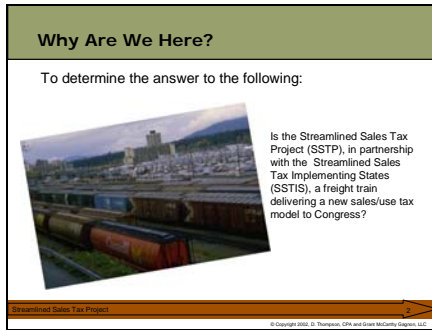 Why Are We Here?
To determine the answer to the following:
Is the Streamlined Sales Tax
Project (SSTP), in partnership
with the Streamlined Sales
Tax Implementing States
(SSTIS), a freight train
delivering a new sales/use tax
model to Congress?
Streamlined Sales Tax Project
2
© Copyright 2002, D. Thompson, CPA and Grant McCarthy Gagnon, LLC